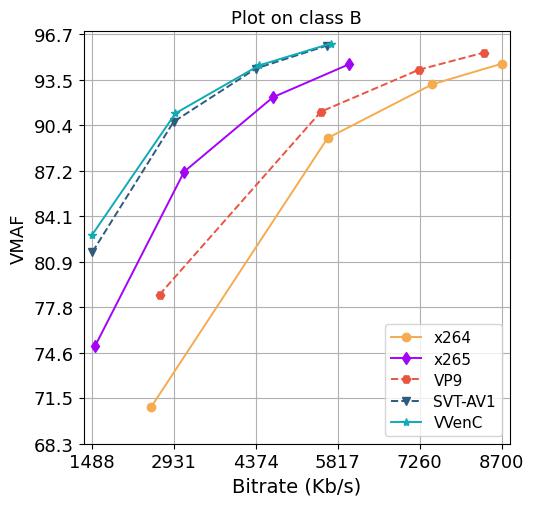 Plot on class B
96.7
93.5
90.4
87.2
84.1
80.9
77.8
74.6
71.5
68.3
VMAF
x264
x265
VP9
SVT-AV1
VVenC
1488 2931 4374 5817 7260 8700
Bitrate (Kb/s)